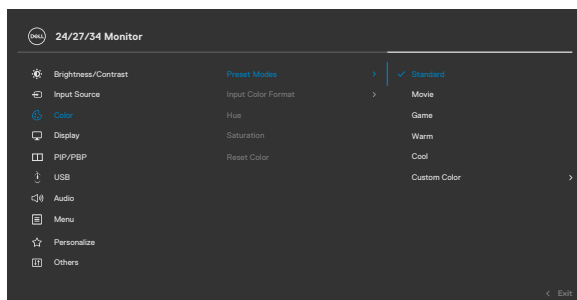 DELL 24/27/34 Monitor
Brightness/Contrast Preset Modes > ✓ Standard
Input Source Input Color Format > Movie
Color Hue Game
Display Saturation Warm
PIP/PBP Reset Color Cool
USB Custom Color >
Audio
Menu
Personalize
Others
< Exit